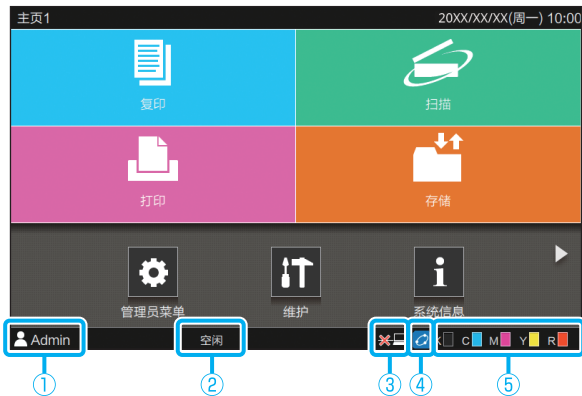 主页1 20XX/XX/XX(周一) 10:00
复印 扫描
打印 存储
管理员菜单 维护 系统信息
Admin 空闲 K C M Y R
① ② ③ ④ ⑤